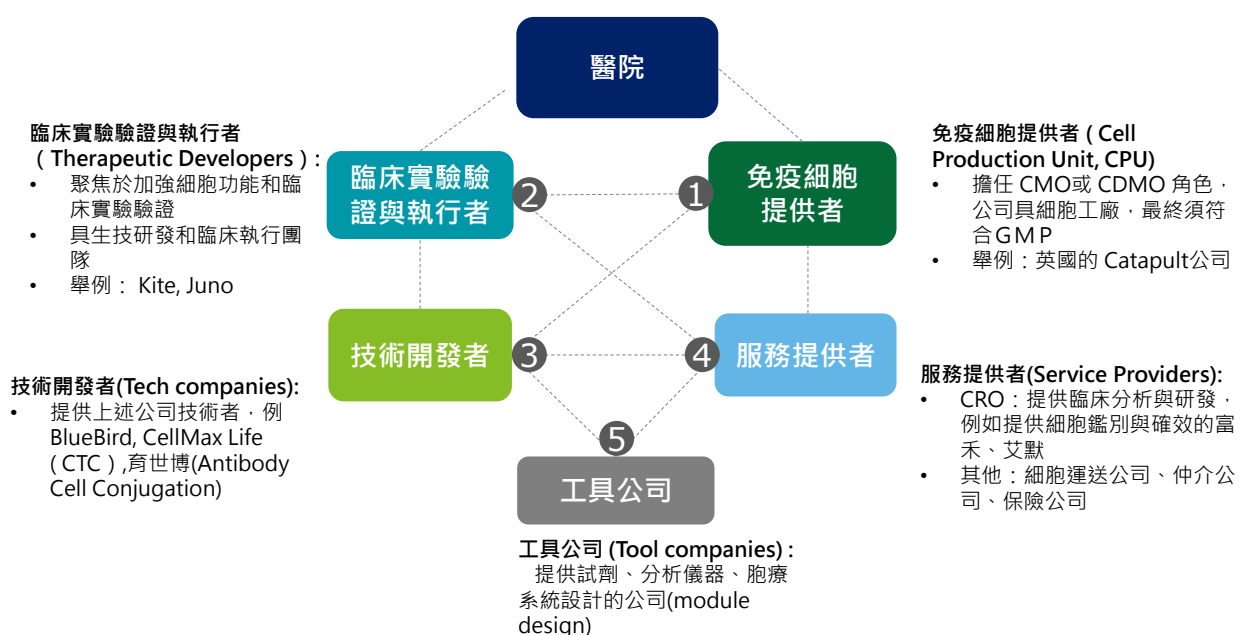 醫院
臨床實驗驗證與執行者
（Therapeutic Developers）:
• 聚焦於加強細胞功能和臨
床實驗驗證
• 具生技研發和臨床執行團
隊
• 舉例： Kite, Juno
臨床實驗驗
證與執行者
2
1
免疫細胞
提供者
免疫細胞提供者 ( Cell
Production Unit, CPU)
• 擔任 CMO或 CDMO 角色，
公司具細胞工廠，最終須符
合GMP
• 舉例：英國的 Catapult公司
技術開發者
3
4
服務提供者
技術開發者(Tech companies):
• 提供上述公司技術者，例
BlueBird, CellMax Life
( CTC ) ,育世博(Antibody
Cell Conjugation)
服務提供者(Service Providers):
• CRO：提供臨床分析與研發，
例如提供細胞鑑別與確效的富
禾、艾默
• 其他：細胞運送公司、仲介公
司、保險公司
5
工具公司
工具公司 (Tool companies) :
提供試劑、分析儀器、胞療
系統設計的公司(module
design)